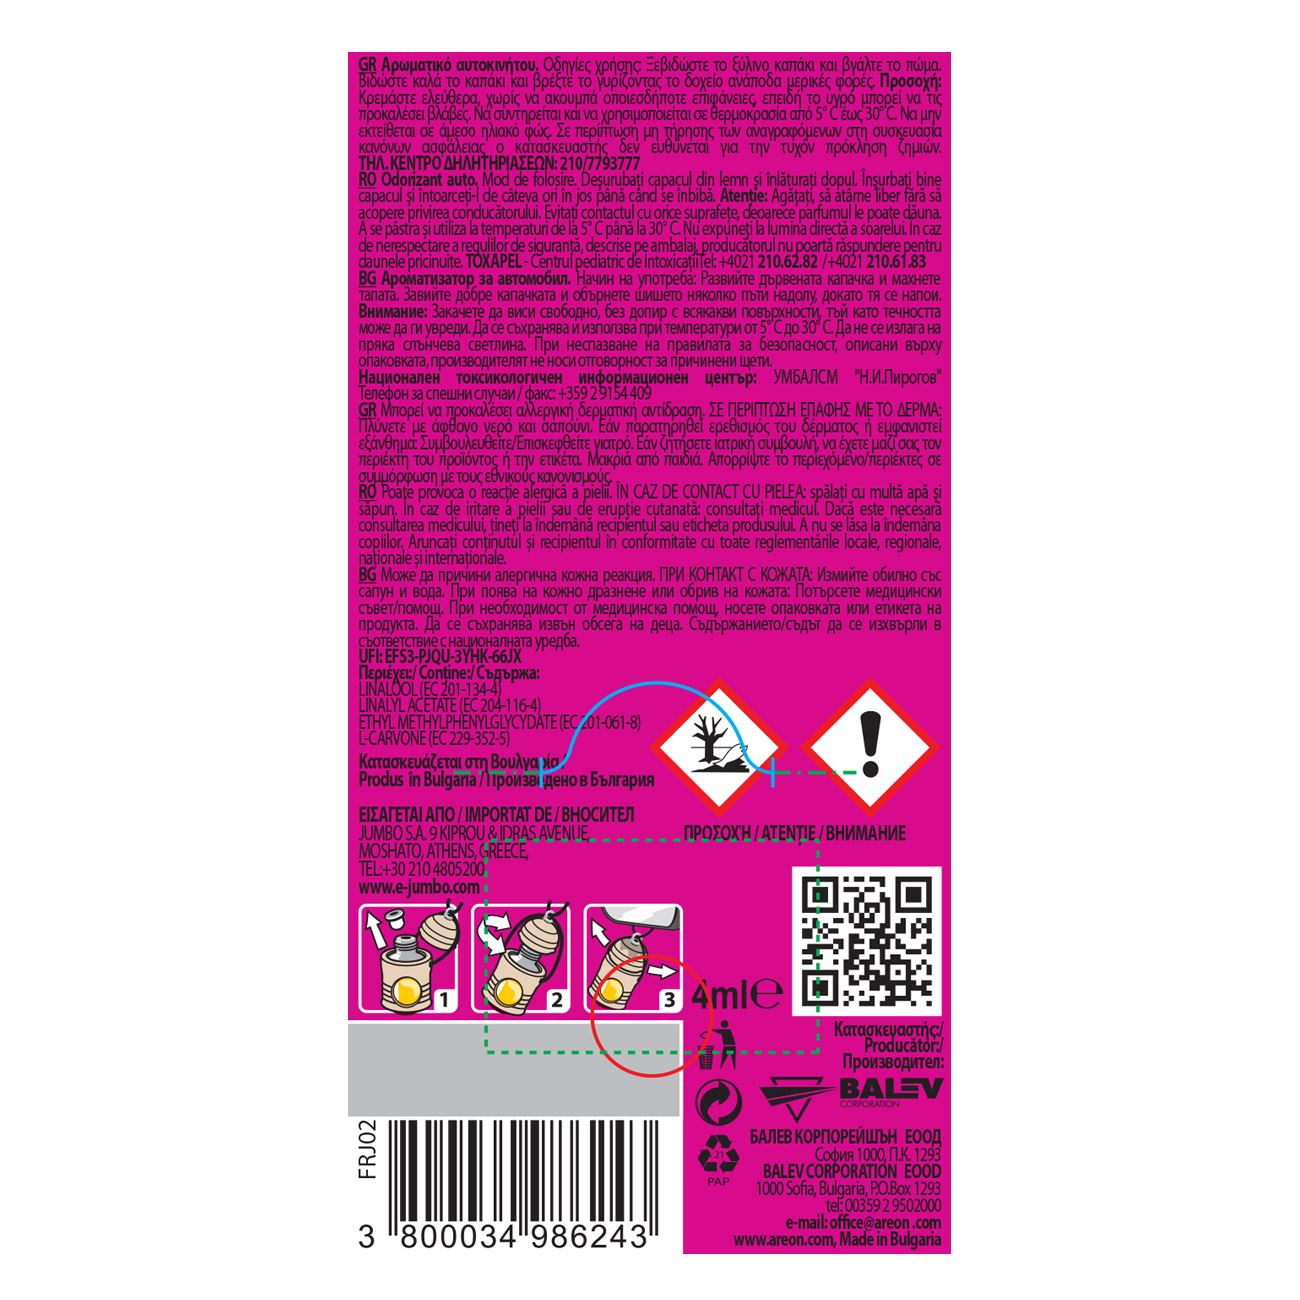 GR Αρωματικό αυτοκινήτου. Οδηγίες χρήσης: Ξεβιδώστε το ξύλινο καπάκι και βγάλτε το πώμα.
Βιδώστε καλά το καπάκι και βρέξτε το γυρίζοντας το δοχείο ανάποδα μερικές φορές. Προσοχή:
Κρεμάστε ελεύθερα, χωρίς να ακουμπά οποιεσδήποτε επιφάνειες, επειδή το υγρό μπορεί να τις
προκαλέσει βλάβες. Να συντηρείται και να χρησιμοποιείται σε θερμοκρασία από 5° C έως 30° C. Να μην
εκτείθεται σε άμεσο ηλιακό φώς. Σε περίπτωση μη τήρησης των αναγραφόμενων στη συσκευασία
κανόνων ασφάλειας ο κατασκευαστής δεν ευθύνεται για την τυχόν πρόκληση ζημιών.
ΤΗΛ. ΚΕΝΤΡΟ ΔΗΛΗΤΗΡΙΑΣΕΩΝ: 210/7793777
RO Odorizant auto. Mod de folosire. Deșurubați capacul din lemn și înlăturați dopul. Înșurbați bine
capacul și întoarceți-l de câteva ori în jos până când se înbibă. Atenție: Agățați, să atârne liber fără să
acopere privirea conducătorului. Evitați contactul cu orice suprafețe, deoarece parfumul le poate dăuna.
A se păstra și utiliza la temperaturi de la 5° C până la 30° C. Nu expuneți la lumina directă a soarelui. În caz
de nerespectare a regulilor de siguranță, descrise pe ambalaj, producătorul nu poartă răspundere pentru
daunele pricinuite. TOXAPEL - Centrul pediatric de Intoxicații Tel: +4021 210.62.82 /+4021 210.61.83
BG Ароматизатор за автомобил. Начин на употреба: Развийте дървената капачка и махнете
тапата. Завийте добре капачката и обърнете шишето няколко пъти надолу, докато тя се напои.
Внимание: Закачете да виси свободно, без допир с всякакви повърхности, тъй като течността
може да ги увреди. Да се съхранява и използва при температури от 5° C до 30° C. Да не се излага на
пряка слънчева светлина. При неспазване на правилата за безопасност, описани върху
опаковката, производителят не носи отговорност за причинени щети.
Национален токсикологичен информационен център: УМБАЛСМ "Н.И.Пирогов"
Телефон за спешни случаи / факс: +359 2 9154 409
GR Μπορεί να προκαλέσει αλλεργική δερματική αντίδραση. ΣΕ ΠΕΡΙΠΤΩΣΗ ΕΠΑΦΗΣ ΜΕ ΤΟ ΔΕΡΜΑ:
Πλύνετε με άφθονο νερό και σαπούνι. Εάν παρατηρηθεί ερεθισμός του δέρματος ή εμφανιστεί
εξάνθημα: Συμβουλευθείτε/Επισκεφθείτε γιατρό. Εάν ζητήσετε ιατρική συμβουλή, να έχετε μαζί σας τον
περιέκτη του προϊόντος ή την ετικέτα. Μακριά από παιδιά. Απορρίψτε το περιεχόμενο/περιέκτες σε
συμμόρφωση με τους εθνικούς κανονισμούς.
RO Poate provoca o reacție alergică a pielii. ÎN CAZ DE CONTACT CU PIELEA: spălați cu multă apă și
săpun. În caz de iritare a pielii sau de erupție cutanată: consultați medicul. Dacă este necesară
consultarea medicului, țineți la îndemână recipientul sau eticheta produsului. A nu se lăsa la îndemâna
copiilor. Aruncați conținutul și recipientul în conformitate cu toate reglementările locale, regionale,
naționale și internaționale.
BG Може да причини алергична кожна реакция. ПРИ КОНТАКТ С КОЖАТА: Измийте обилно със
сапун и вода. При поява на кожно дразнене или обрив на кожата: Потърсете медицински
съвет/помощ. При необходимост от медицинска помощ, носете опаковката или етикета на
продукта. Да се съхранява извън обсега на деца. Съдържанието/съдът да се изхвърли в
съответствие с националната уредба.
UFI: EFS3-PJQU-3YHK-66JX
Περιέχει:/ Conține:/ Съдържа:
LINALOOL (EC 201-134-4)
LINALYL ACETATE (EC 204-116-4)
ETHYL METHYLPHENYLGLYCYDATE (EC 201-061-8)
L-CARVONE (EC 229-352-5)
Κατασκευάζεται στη Βουλγαρία /
Produs în Bulgaria / Произведено в България
ΕΙΣΑΓΕΤΑΙ ΑΠΟ / IMPORTAT DE / ВНОСИТЕЛ
JUMBO S.A. 9 KIPROU & IDRAS AVENUE,
MOSHATO, ATHENS, GREECE,
TEL:+30 210 4805200
www.e-jumbo.com
ΠΡΟΣΟΧΉ / ATENȚIE / ВНИМАНИЕ
1
2
3
4ml℮
Κατασκευαστής:/
Producător:/
Производител:
BALEV
CORPORATION
21
PAP
БАЛЕВ КОРПОРЕЙШЪН ЕООД
София 1000, П.К. 1293
BALEV CORPORATION EOOD
1000 Sofia, Bulgaria, P.O.Box 1293
tel: 00359 2 9502000
e-mail: office@areon .com
www.areon.com, Made in Bulgaria
FRJ02
3 800034 986243